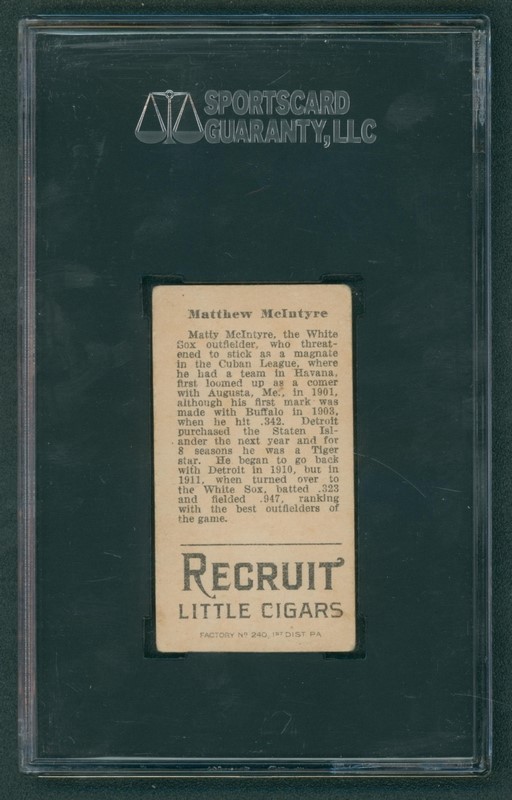 SPORTSCARD
GUARANTY, LLC
Matthew McIntyre
Matty McIntyre, the White
Sox outfielder, who threat-
ened to stick as a magnate
in the Cuban League, where
he had a team in Havana,
first loomed up as a comer
with Augusta, Me., in 1901,
although his first mark was
made with Buffalo in 1903,
when he hit .342. Detroit
purchased the Staten Isl-
ander the next year and for
8 seasons he was a Tiger
star. He began to go back
with Detroit in 1910, but in
1911, when turned over to
the White Sox, batted .323
and fielded .947, ranking
with the best outfielders of
the game.
RECRUIT
LITTLE CIGARS
FACTORY Nº 240, 1ST DIST. PA